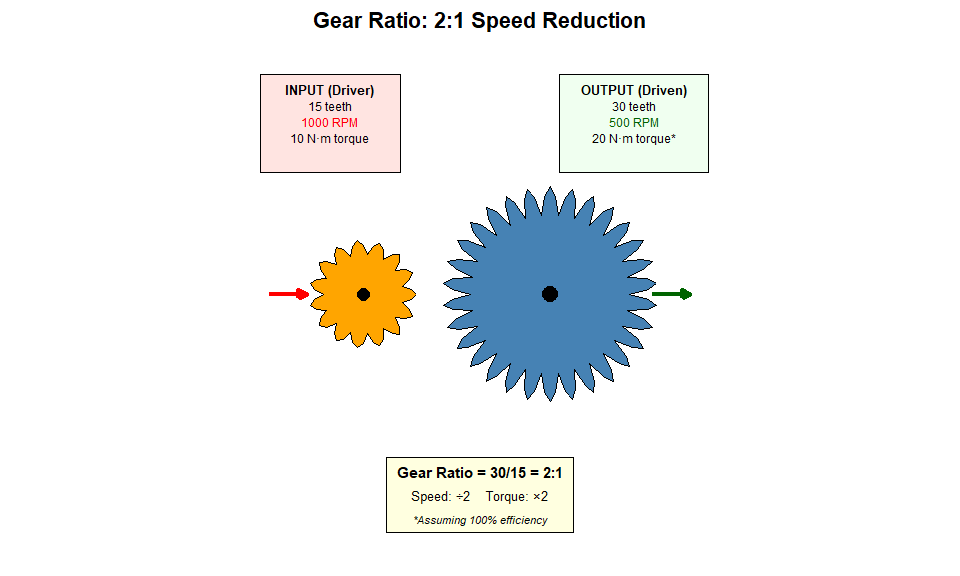 Gear Ratio: 2:1 Speed Reduction
INPUT (Driver)
15 teeth
1000 RPM
10 N·m torque
OUTPUT (Driven)
30 teeth
500 RPM
20 N·m torque*
Gear Ratio = 30/15 = 2:1
Speed: ÷2 Torque: ×2
*Assuming 100% efficiency